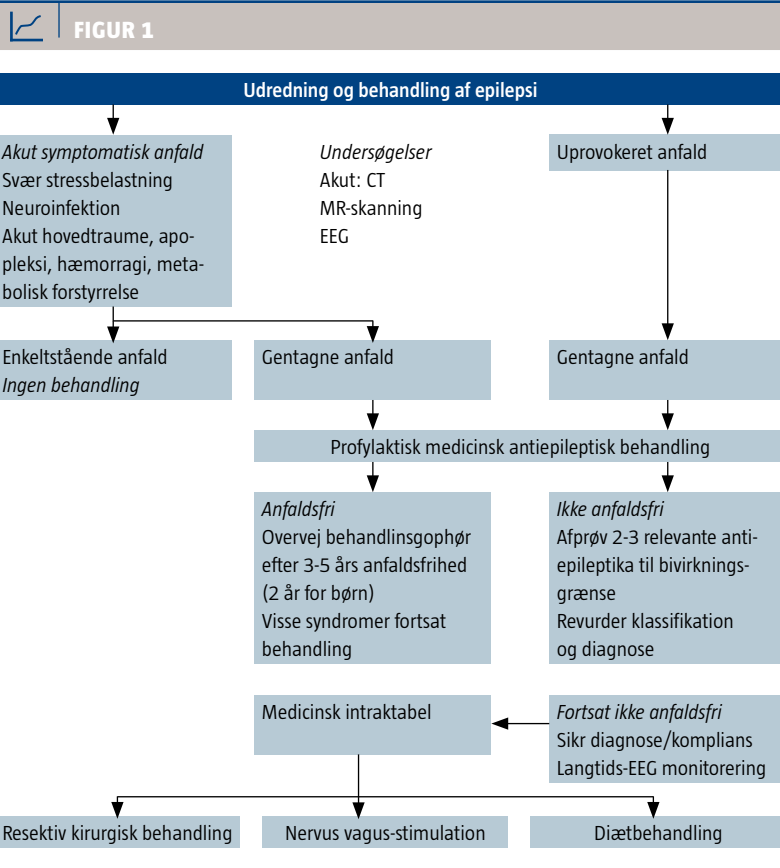 FIGUR 1
Udredning og behandling af epilepsi
Akut symptomatisk anfald
Svær stressbelastning
Neuroinfektion
Akut hovedtraume, apo-
pleksi, hæmorragi, meta-
bolisk forstyrrelse
Undersøgelser
Akut: CT
MR-skanning
EEG
Uprovokeret anfald
Enkeltstående anfald
Ingen behandling
Gentagne anfald
Gentagne anfald
Profylaktisk medicinsk antiepileptisk behandling
Anfaldsfri
Overvej behandlinsgophør
efter 3-5 års anfaldsfrihed
(2 år for børn)
Visse syndromer fortsat
behandling
Ikke anfaldsfri
Afprøv 2-3 relevante anti-
epileptika til bivirknings-
grænse
Revurder klassifikation
og diagnose
Medicinsk intraktabel
Fortsat ikke anfaldsfri
Sikr diagnose/komplians
Langtids-EEG monitorering
Resektiv kirurgisk behandling
Nervus vagus-stimulation
Diætbehandling